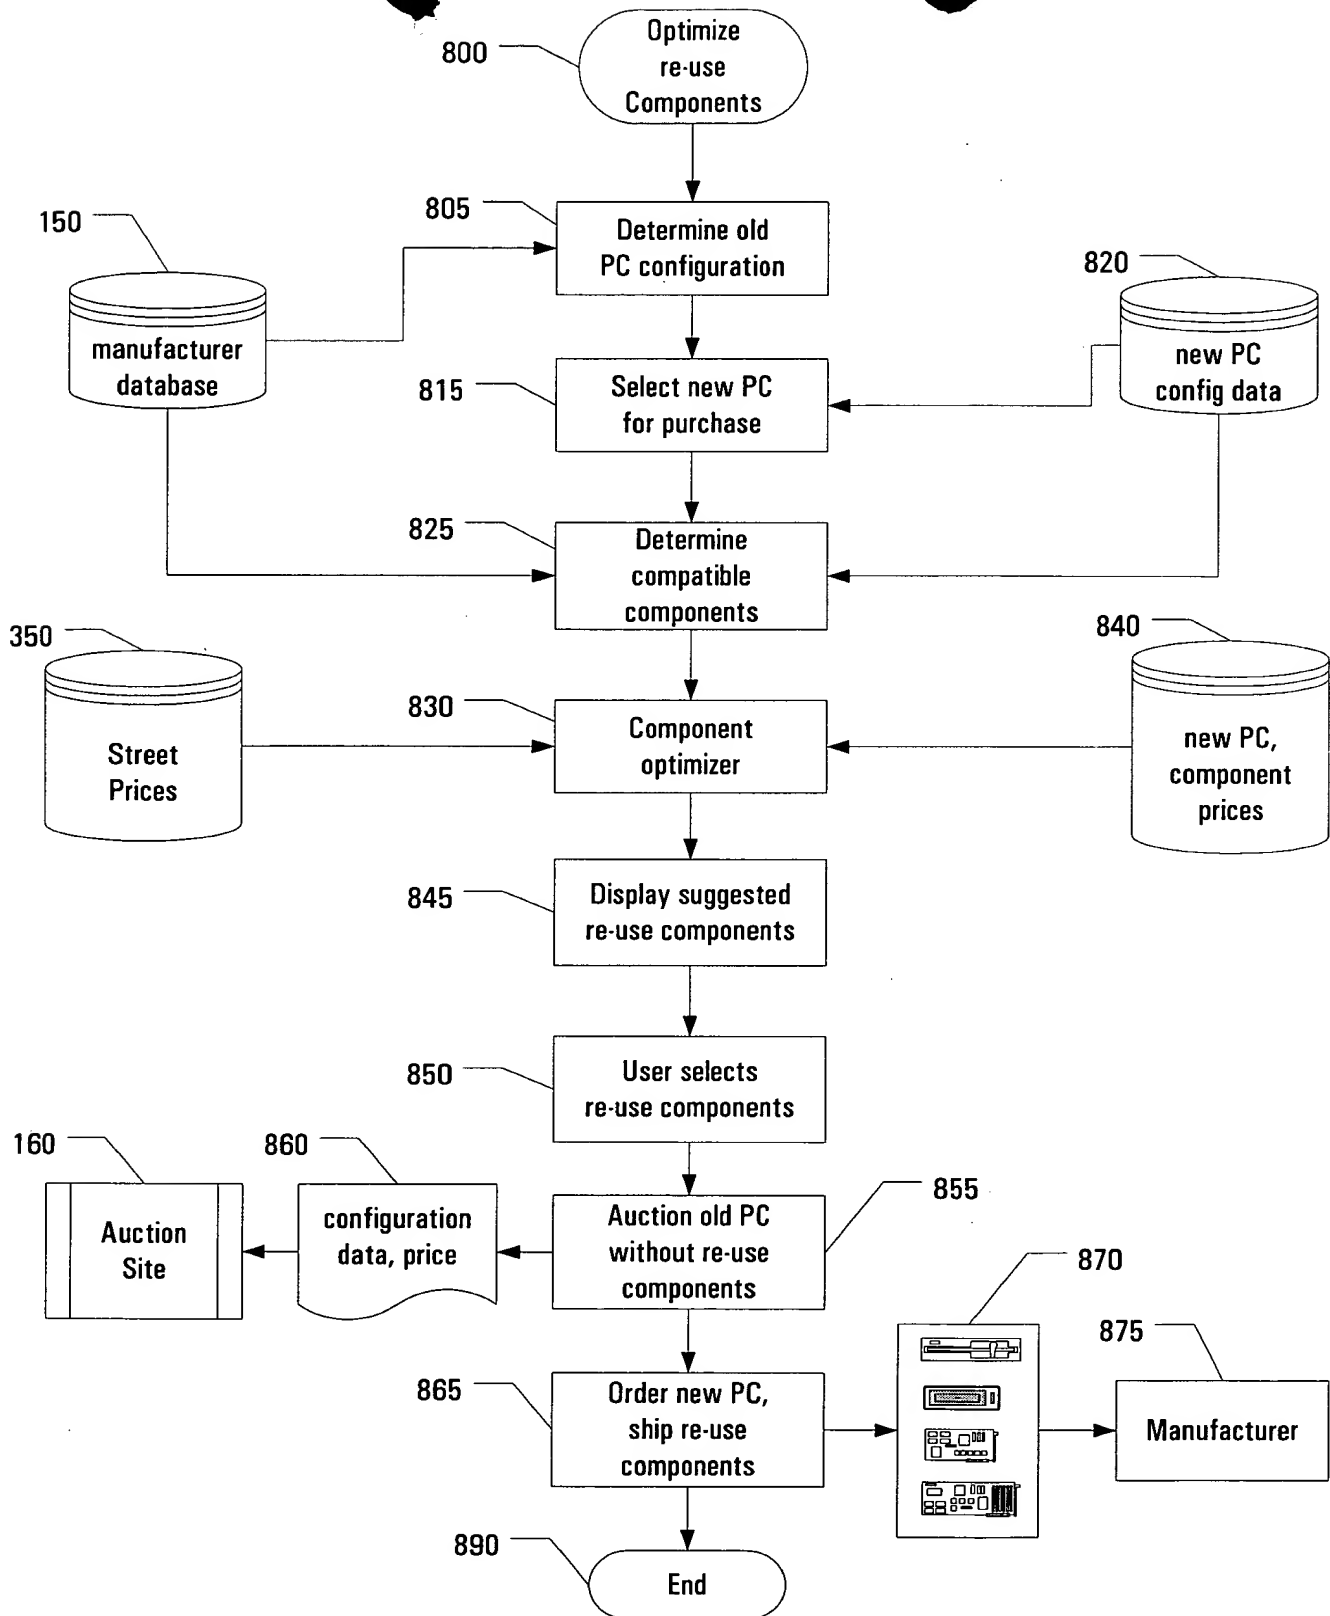 800
Optimize
re-use
Components
150
805
Determine old
PC configuration
820
manufacturer
database
new PC
config data
815
Select new PC
for purchase
825
Determine
compatible
components
350
840
830
Component
optimizer
Street
Prices
new PC,
component
prices
845
Display suggested
re-use components
850
User selects
re-use components
160
860
855
Auction
Site
configuration
data, price
Auction old PC
without re-use
components
870
875
865
Order new PC,
ship re-use
components
Manufacturer
890
End